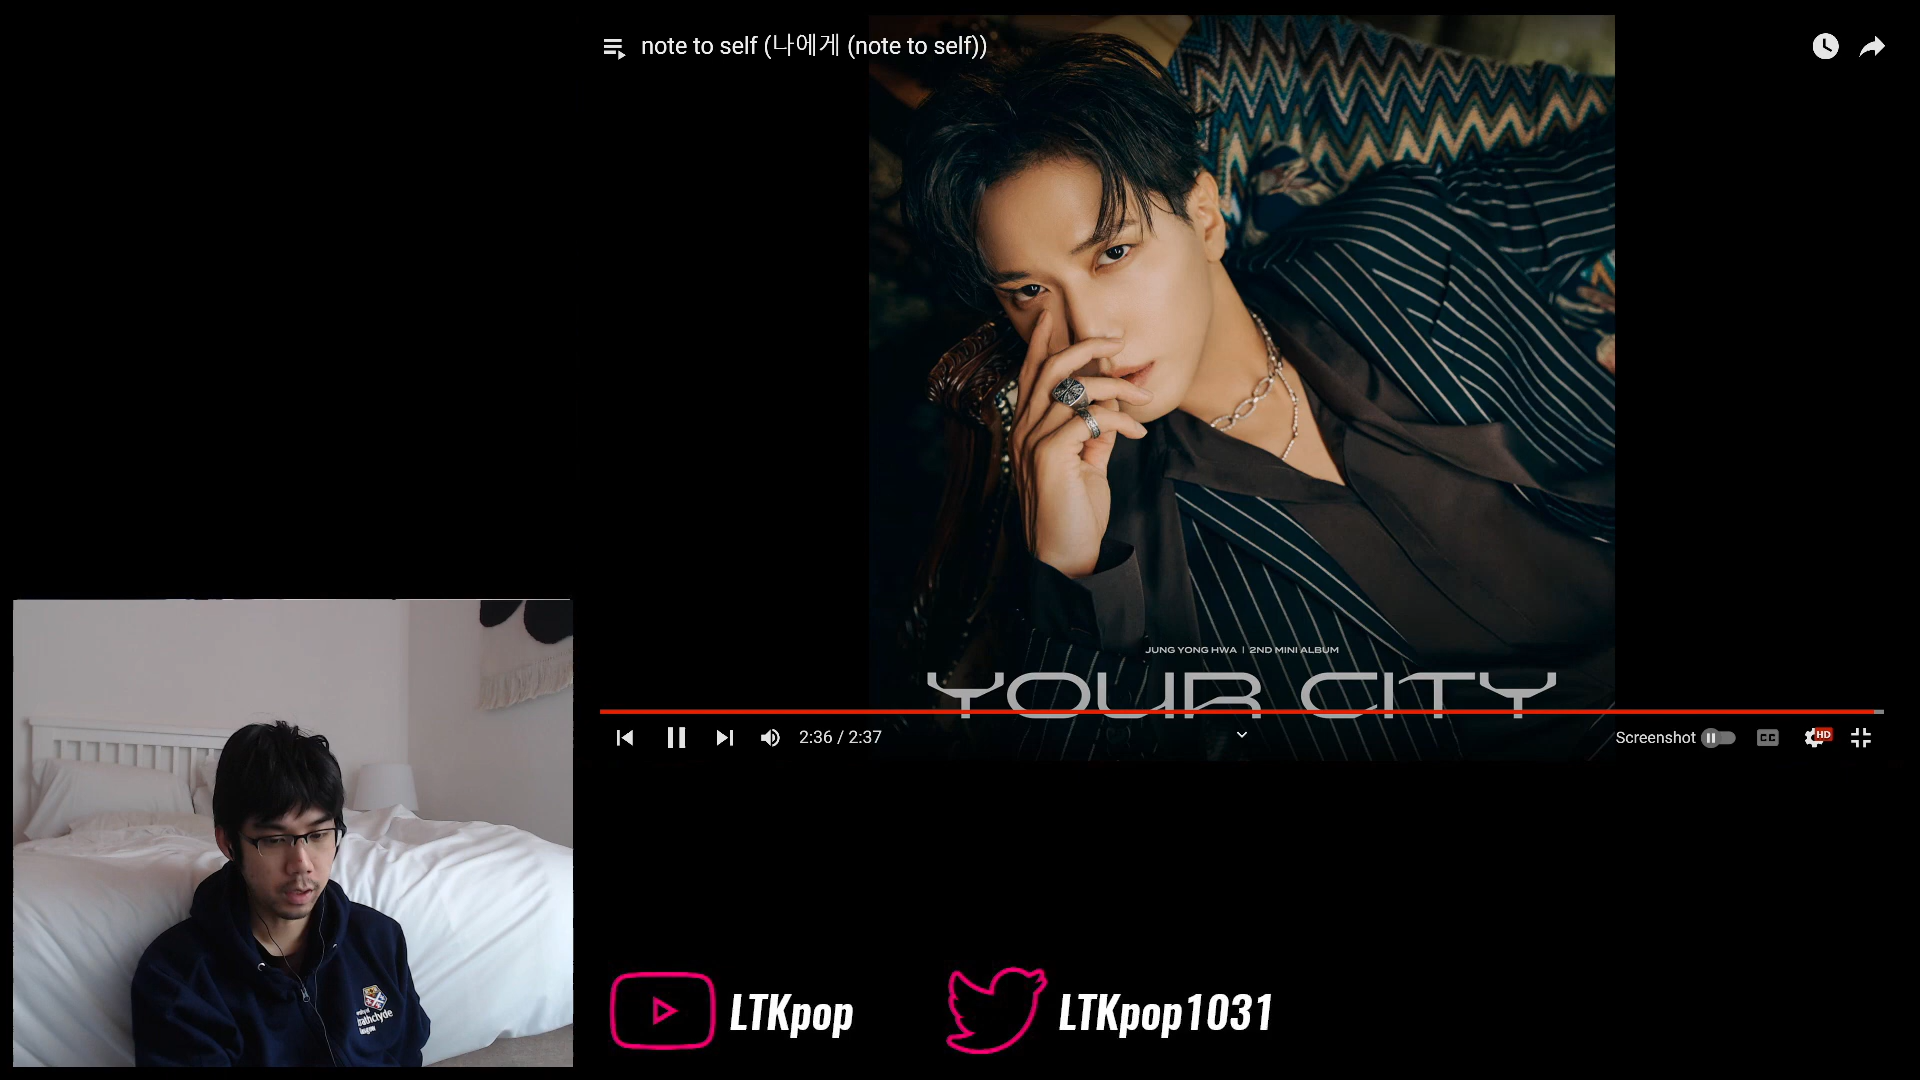 note to self (나에게 (note to self))
JUNG YONG HWA | 2ND MINI ALBUM
YOUR CITY
2:36 / 2:37
Screenshot
CC
HD
LTKpop
LTKpop1031